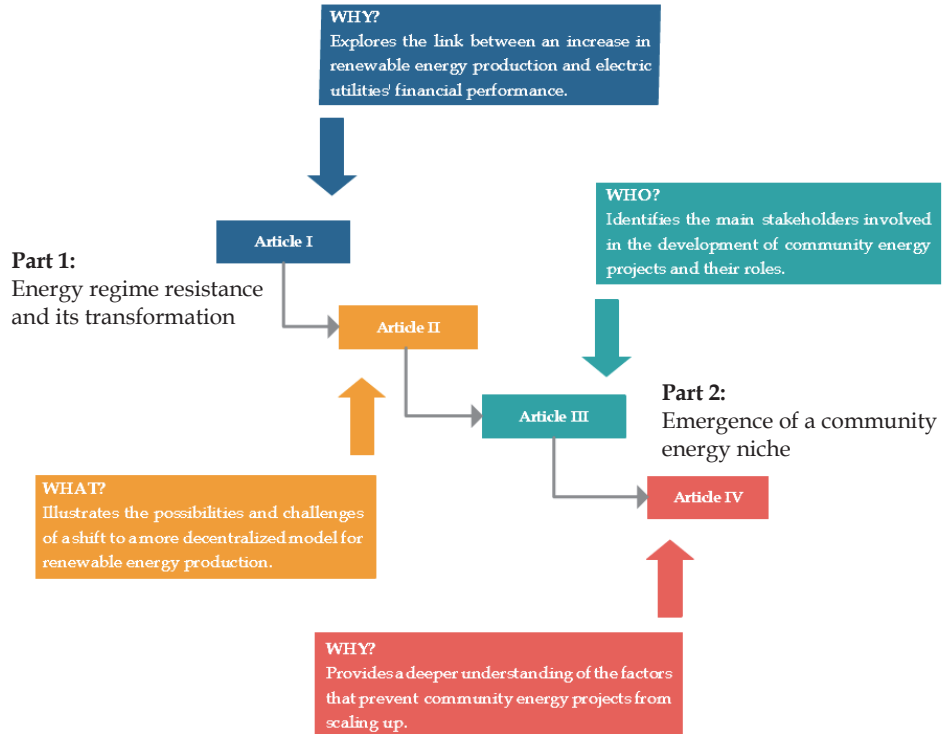 WHY?
Explores the link between an increase in
renewable energy production and electric
utilities' financial performance.
Article I
Part 1:
Energy regime resistance
and its transformation
WHO?
Identifies the main stakeholders involved
in the development of community energy
projects and their roles.
Article II
Article III
Part 2:
Emergence of a community
energy niche
Article IV
WHAT?
Illustrates the possibilities and challenges
of a shift to a more decentralized model for
renewable energy production.
WHY?
Provides a deeper understanding of the factors
that prevent community energy projects from
scaling up.